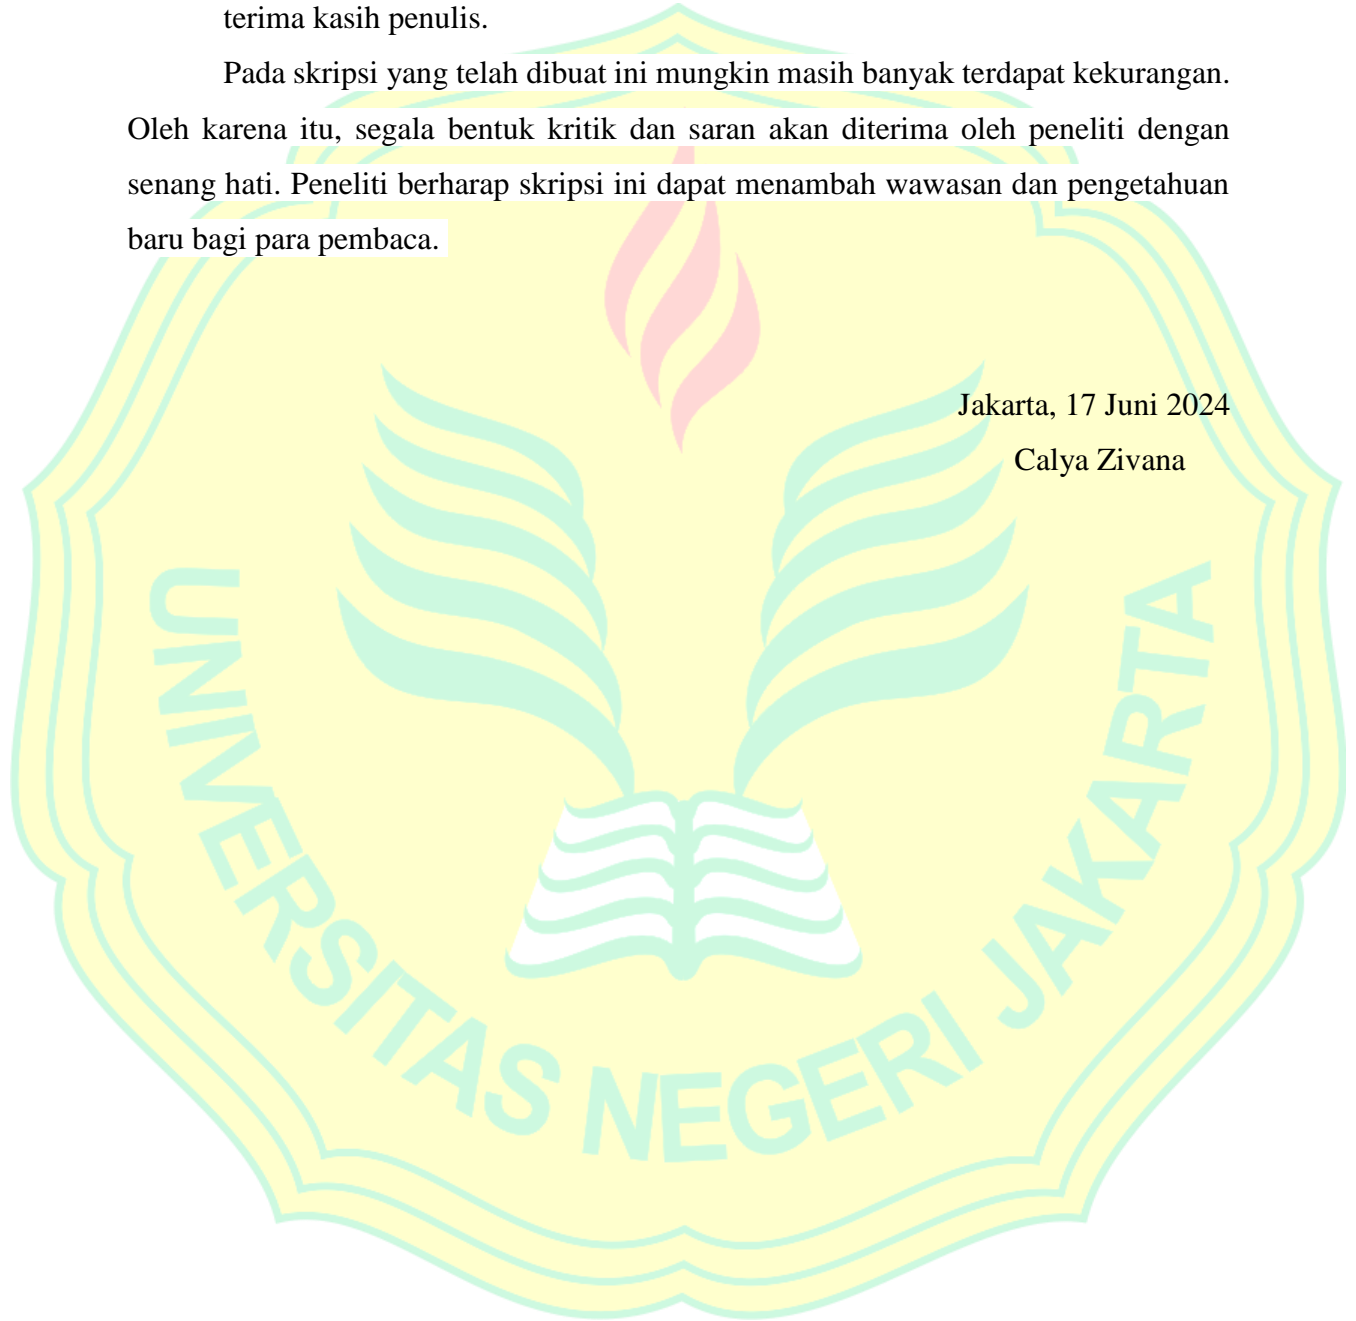 terima kasih penulis.
Pada skripsi yang telah dibuat ini mungkin masih banyak terdapat kekurangan.
Oleh karena itu, segala bentuk kritik dan saran akan diterima oleh peneliti dengan
senang hati. Peneliti berharap skripsi ini dapat menambah wawasan dan pengetahuan
baru bagi para pembaca.
Jakarta, 17 Juni 2024
Calya Zivana
UNIVERSITAS NEGERI JAKARTA